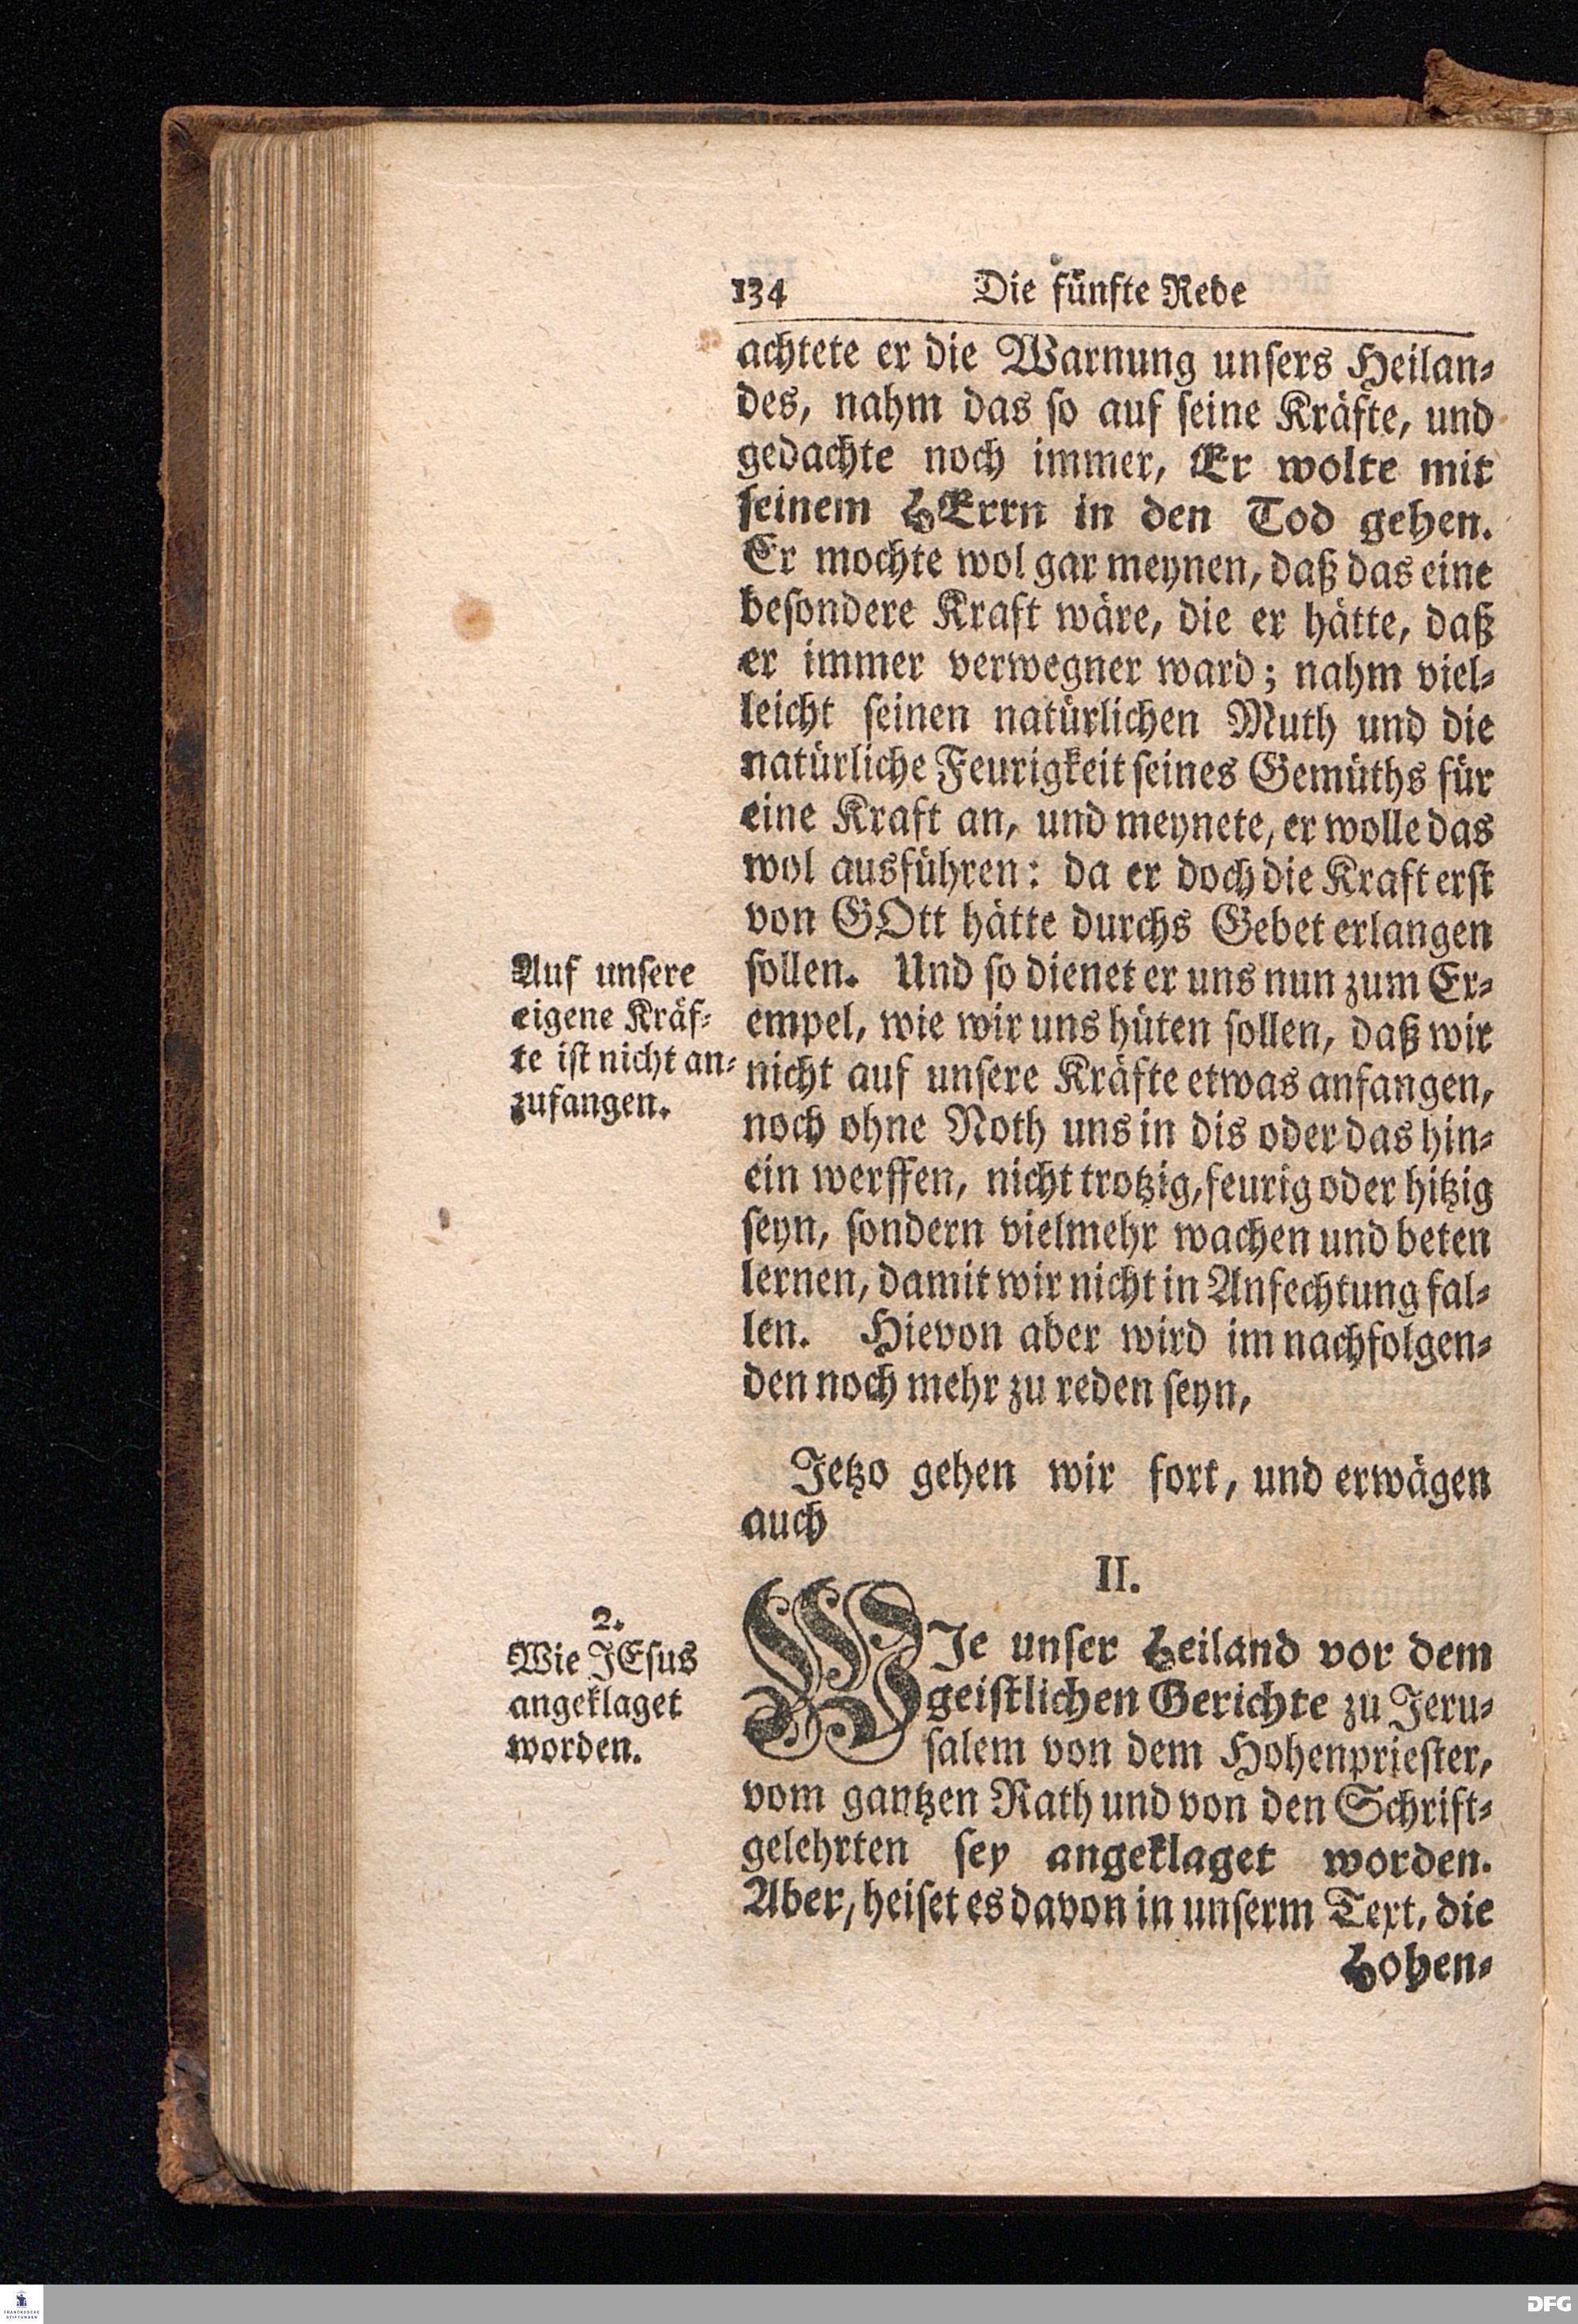 134 Die fünfte Rede
achtete er die Warnung unsers Heilan-
des, nahm das so auf seine Kräfte, und
gedachte noch immer, Er wolte mit
seinem HErrn in den Tod gehen.
Er mochte wol gar meynen, daß das eine
besondere Kraft wäre, die er hätte, daß
er immer verwegner ward; nahm viel-
leicht seinen natürlichen Muth und die
natürliche Feurigkeit seines Gemüths für
eine Kraft an, und meynete, er wolle das
wol ausführen: da er doch die Kraft erst
von GOtt hätte durchs Gebet erlangen
sollen. Und so dienet er uns nun zum Ex-
empel, wie wir uns hüten sollen, daß wir
nicht auf unsere Kräfte etwas anfangen,
noch ohne Noth uns in dis oder das hin-
ein werffen, nicht trotzig, feurig oder hitzig
seyn, sondern vielmehr wachen und beten
lernen, damit wir nicht in Anfechtung fal-
len. Hievon aber wird im nachfolgen-
den noch mehr zu reden seyn,
Auf unsere
eigene Kräf-
te ist nicht an-
zufangen.
Jetzo gehen wir fort, und erwägen
auch
II.
2.
Wie JEsus
angeklaget
worden.
WJe unser Heiland vor dem
geistlichen Gerichte zu Jeru-
salem von dem Hohenpriester,
vom gantzen Rath und von den Schrift-
gelehrten sey angeklaget worden.
Aber, heiset es davon in unserm Text, die
Hohen-
FRANCKESCHE
STIFTUNGEN
DFG